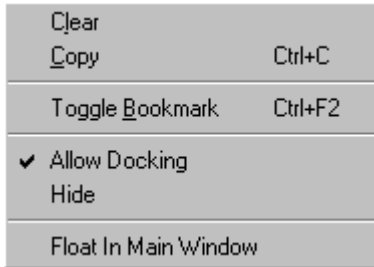 Clear
Copy Ctrl+C
Toggle Bookmark Ctrl+F2
Allow Docking
Hide
Float In Main Window